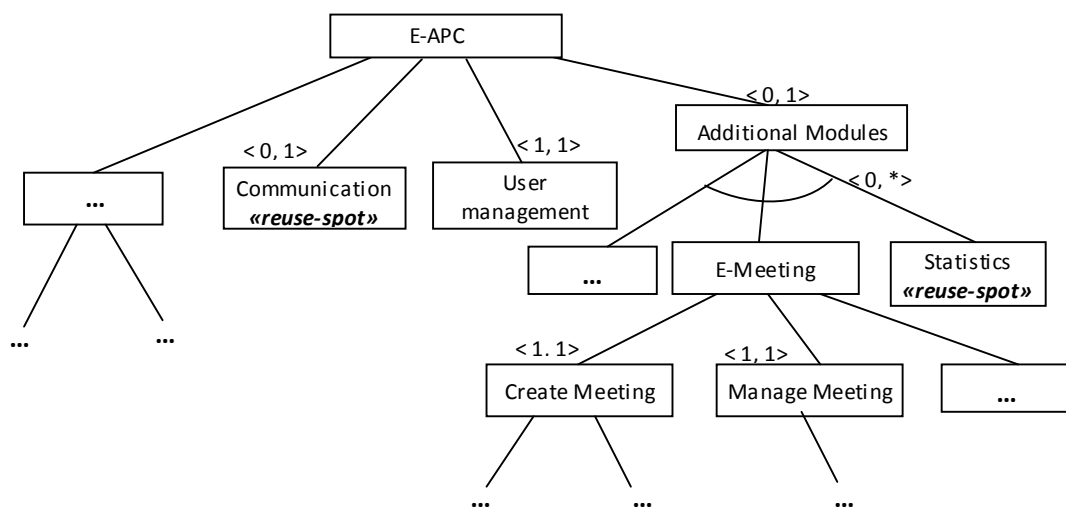 E-APC
< 0, 1>
Additional Modules
< 0, 1>
< 1, 1>
< 0, *>
...
Communication
«reuse-spot»
User
management
...
E-Meeting
Statistics
«reuse-spot»
...
...
< 1. 1>
< 1, 1>
Create Meeting
Manage Meeting
...
...
...
...